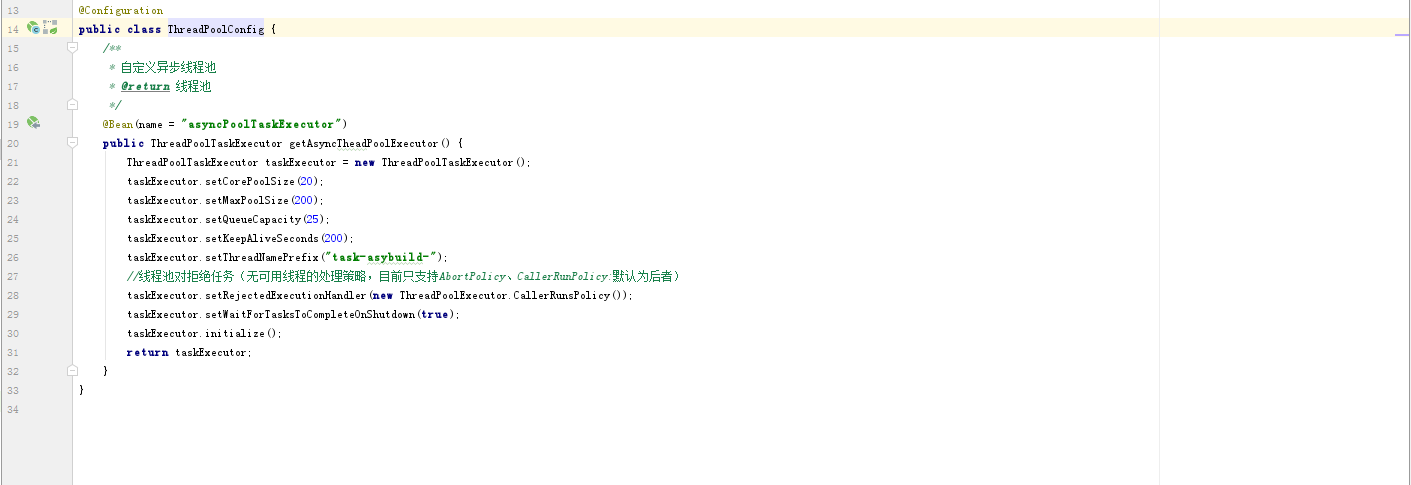 13 @Configuration
14 public class ThreadPoolConfig {
15 /**
16 * 自定义异步线程池
17 * @return 线程池
18 */
19 @Bean(name = "asyncPoolTaskExecutor")
20 public ThreadPoolTaskExecutor getAsyncTheadPoolExecutor() {
21 ThreadPoolTaskExecutor taskExecutor = new ThreadPoolTaskExecutor();
22 taskExecutor.setCorePoolSize(20);
23 taskExecutor.setMaxPoolSize(200);
24 taskExecutor.setQueueCapacity(25);
25 taskExecutor.setKeepAliveSeconds(200);
26 taskExecutor.setThreadNamePrefix("task-asybuild-");
27 //线程池对拒绝任务（无可用线程的处理策略，目前只支持AbortPolicy、CallerRunPolicy;默认为后者）
28 taskExecutor.setRejectedExecutionHandler(new ThreadPoolExecutor.CallerRunsPolicy());
29 taskExecutor.setWaitForTasksToCompleteOnShutdown(true);
30 taskExecutor.initialize();
31 return taskExecutor;
32 }
33 }
34